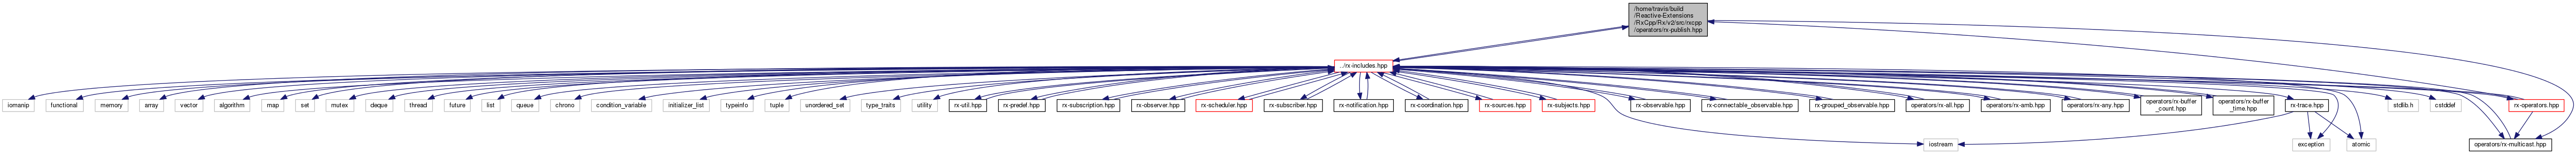 /home/travis/build
/Reactive-Extensions
/RxCpp/Rx/v2/src/rxcpp
/operators/rx-publish.hpp
../rx-includes.hpp
iomanip
functional
memory
array
vector
algorithm
map
set
mutex
deque
thread
future
list
queue
chrono
condition_variable
initializer_list
typeinfo
tuple
unordered_set
type_traits
utility
rx-util.hpp
rx-predef.hpp
rx-subscription.hpp
rx-observer.hpp
rx-scheduler.hpp
rx-subscriber.hpp
rx-notification.hpp
rx-coordination.hpp
rx-sources.hpp
rx-subjects.hpp
rx-observable.hpp
rx-connectable_observable.hpp
rx-grouped_observable.hpp
operators/rx-all.hpp
operators/rx-amb.hpp
operators/rx-any.hpp
operators/rx-buffer
_count.hpp
operators/rx-buffer
_time.hpp
rx-trace.hpp
stdlib.h
cstddef
rx-operators.hpp
iostream
exception
atomic
operators/rx-multicast.hpp